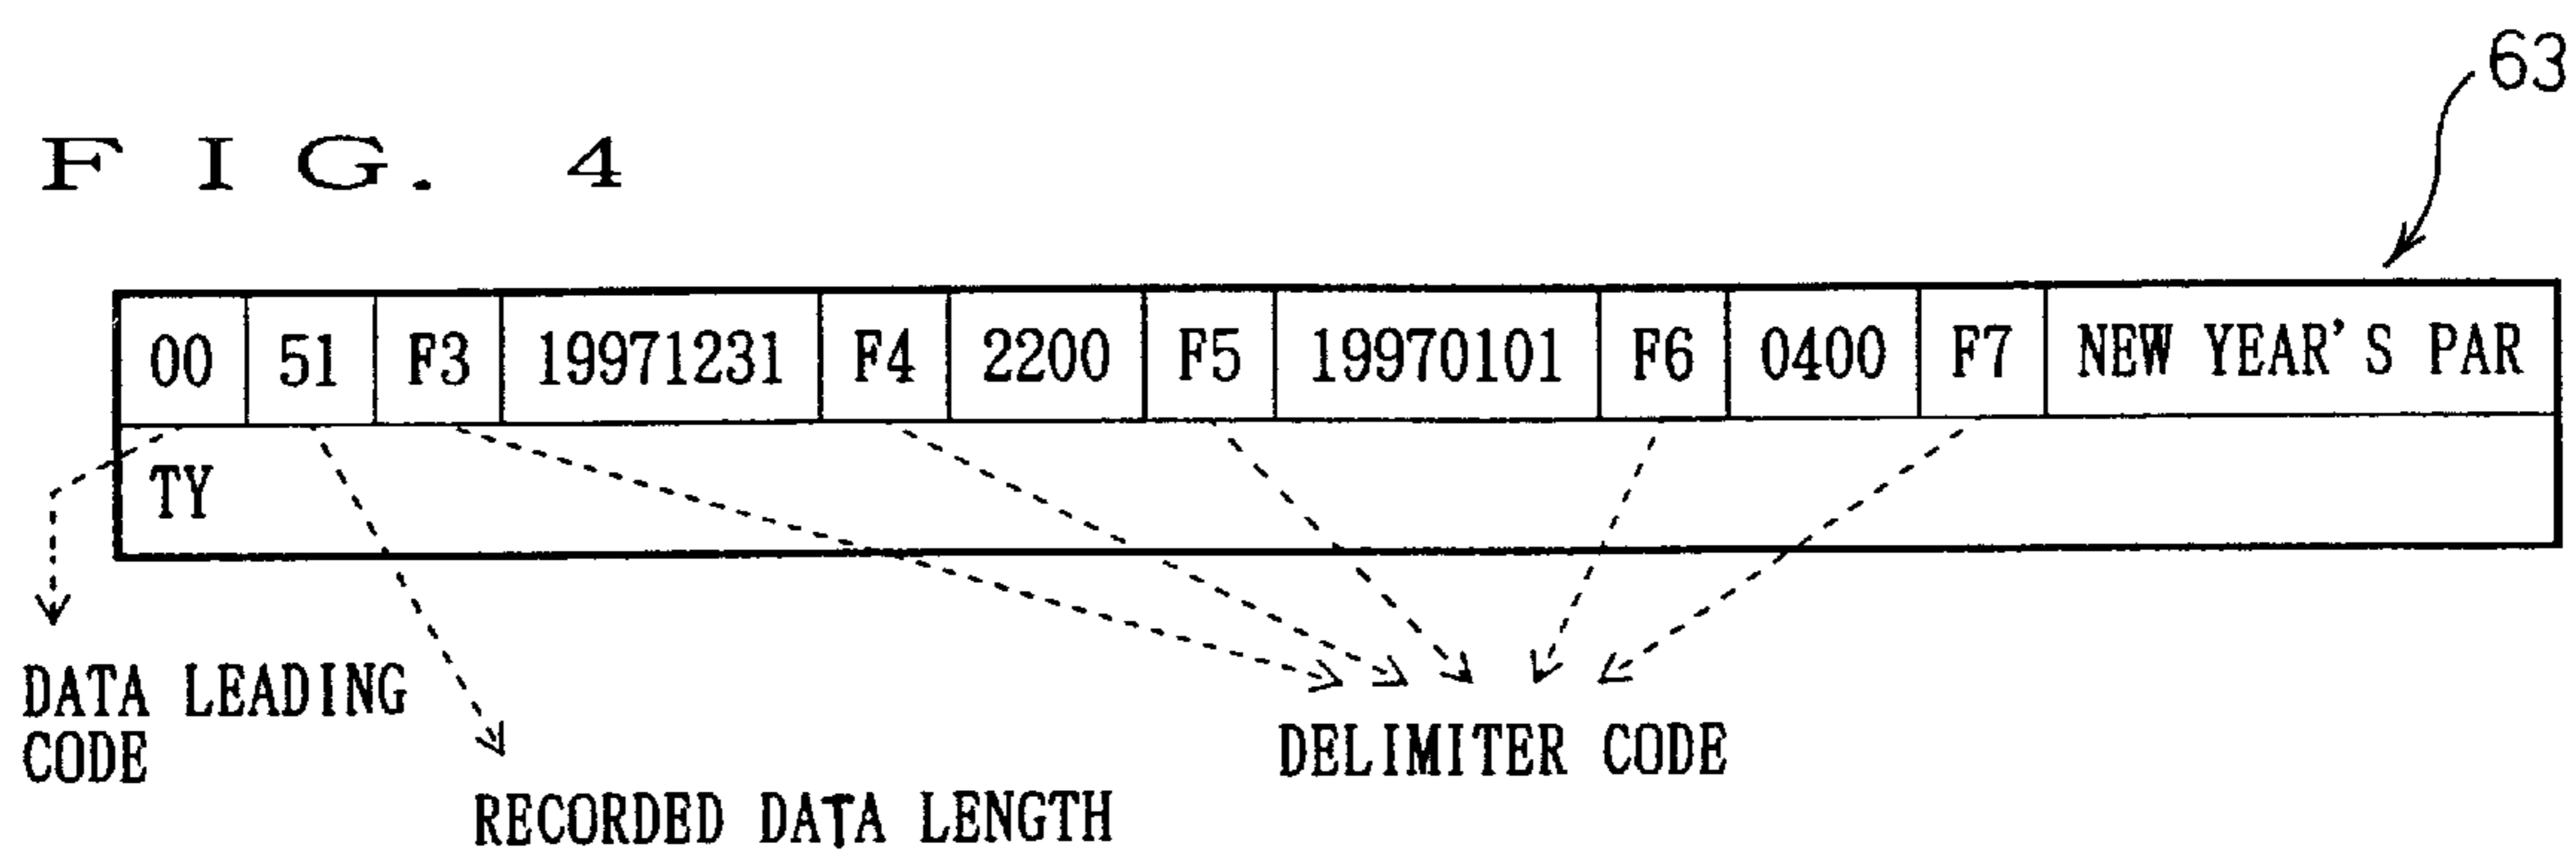 63
FIG. 4
00 51 F3 19971231 F4 2200 F5 19970101 F6 0400 F7 NEW YEAR'S PAR
TY
DATA LEADING
CODE
DELIMITER CODE
RECORDED DATA LENGTH